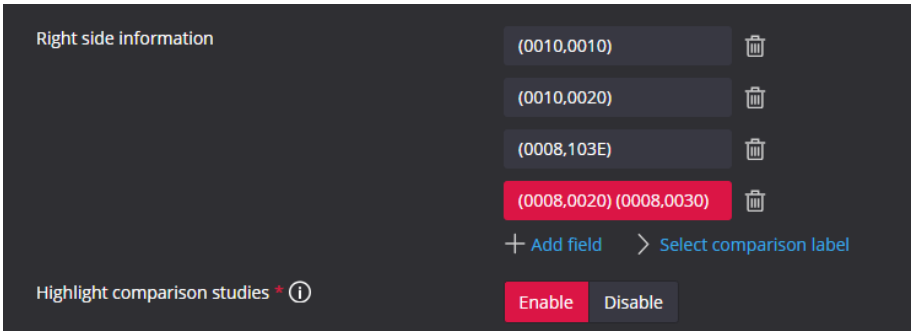 Right side information
(0010,0010)
(0010,0020)
(0008,103E)
(0008,0020) (0008,0030)
+ Add field > Select comparison label
Highlight comparison studies *
Enable Disable